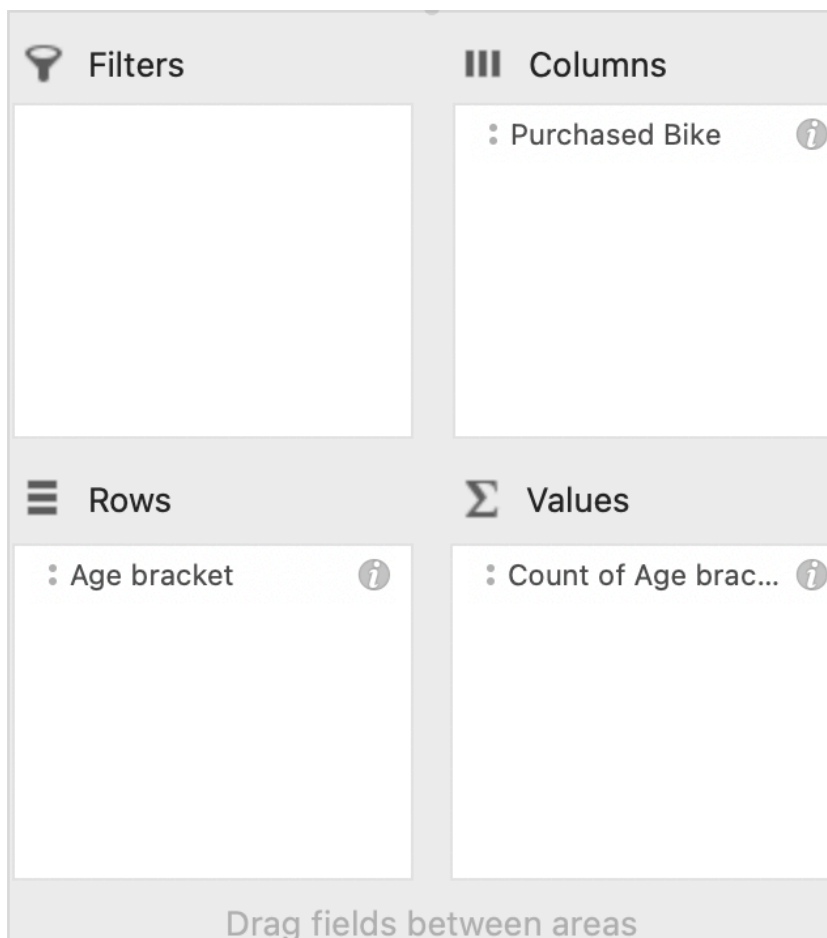 Filters
Columns
Purchased Bike
Rows
Values
Age bracket
Count of Age brac...
Drag fields between areas